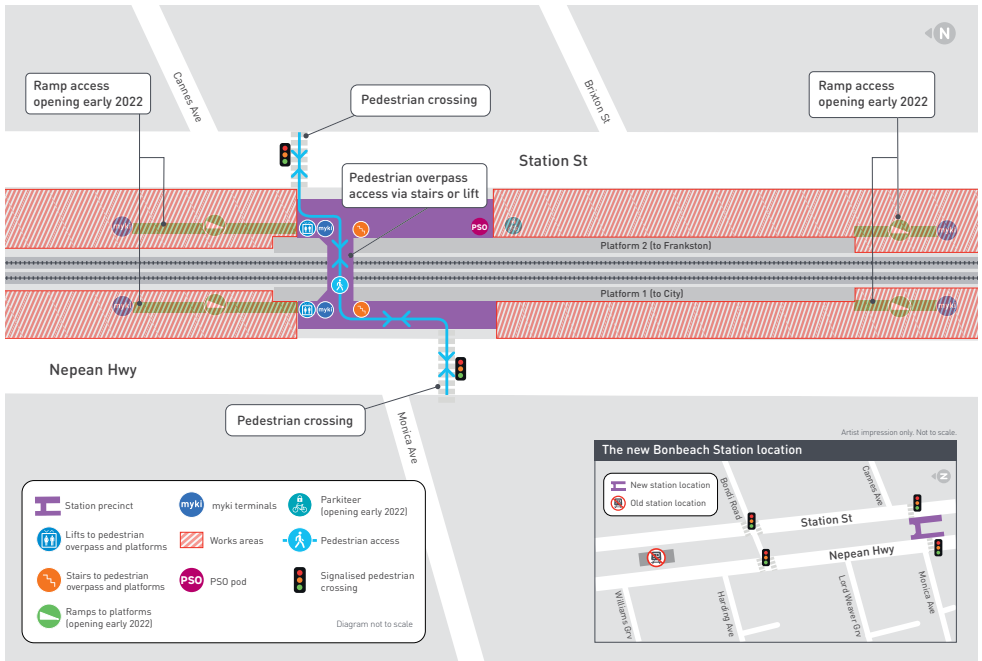 N
Cannes Ave
Brixton St
Ramp access
opening early 2022
Pedestrian crossing
Ramp access
opening early 2022
Station St
Pedestrian overpass
access via stairs or lift
myki
myki
PSO
myki
Platform 2 (to Frankston)
Platform 1 (to City)
myki
myki
myki
Nepean Hwy
Pedestrian crossing
Monica Ave
Artist impression only. Not to scale.
Station precinct
myki
myki terminals
Parkiteer
(opening early 2022)
Lifts to pedestrian
overpass and platforms
Works areas
Pedestrian access
Stairs to pedestrian
overpass and platforms
PSO
PSO pod
Signalised pedestrian
crossing
Ramps to platforms
(opening early 2022)
Diagram not to scale
The new Bonbeach Station location
New station location
Old station location
N
Bondi Road
Cannes Ave
Station St
Nepean Hwy
Williams Grv
Harding Ave
Lord Weaver Grv
Monica Ave